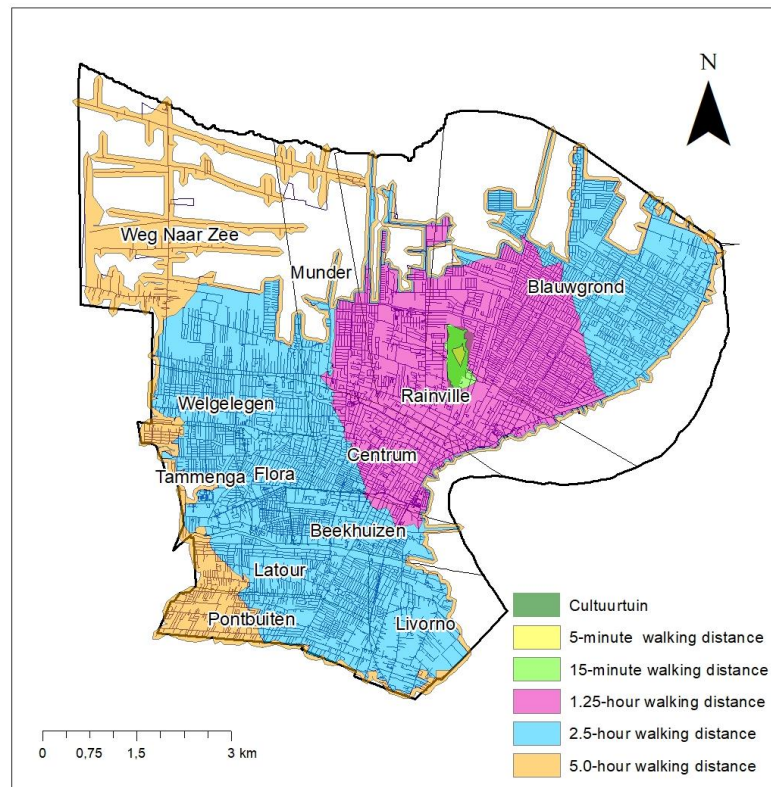 N
Weg Naar Zee
Munder
Blauwgrond
Rainville
Welgelegen
Centrum
Tammenga
Flora
Beekhuizen
Latour
Pontbuiten
Livorno
Cultuurtuin
5-minute walking distance
15-minute walking distance
1.25-hour walking distance
2.5-hour walking distance
5.0-hour walking distance
0 0,75 1,5 3 km